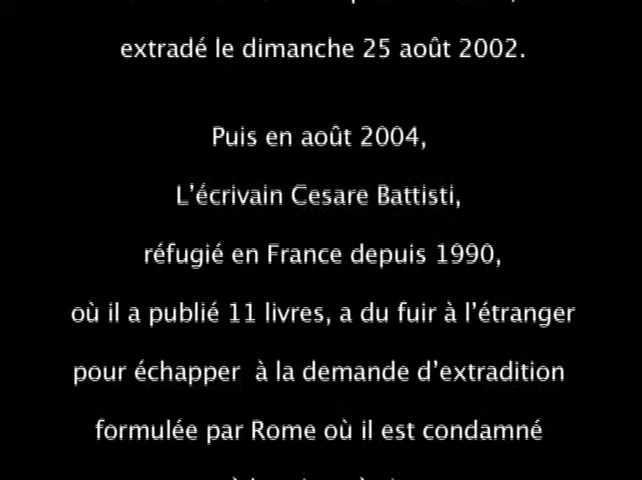 extradé le dimanche 25 août 2002.
Puis en août 2004,
L’écrivain Cesare Battisti,
réfugié en France depuis 1990,
où il a publié 11 livres, a du fuir à l’étranger
pour échapper à la demande d’extradition
formulée par Rome où il est condamné